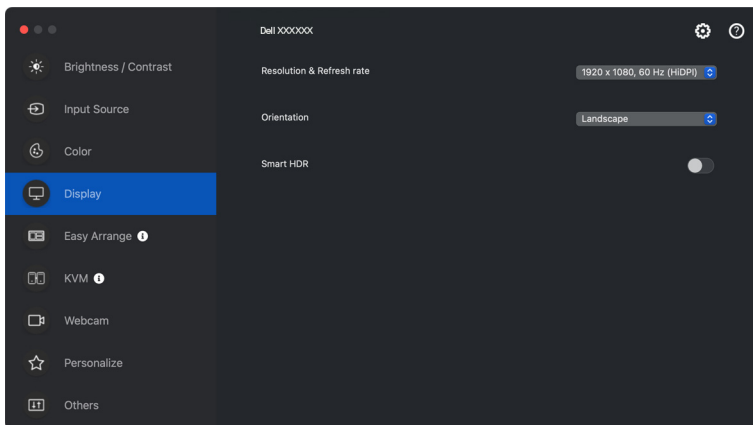 Dell XXXXXX
Brightness / Contrast
Input Source
Color
Display
Easy Arrange
KVM
Webcam
Personalize
Others
Resolution & Refresh rate
1920 x 1080, 60 Hz (HiDPI)
Orientation
Landscape
Smart HDR